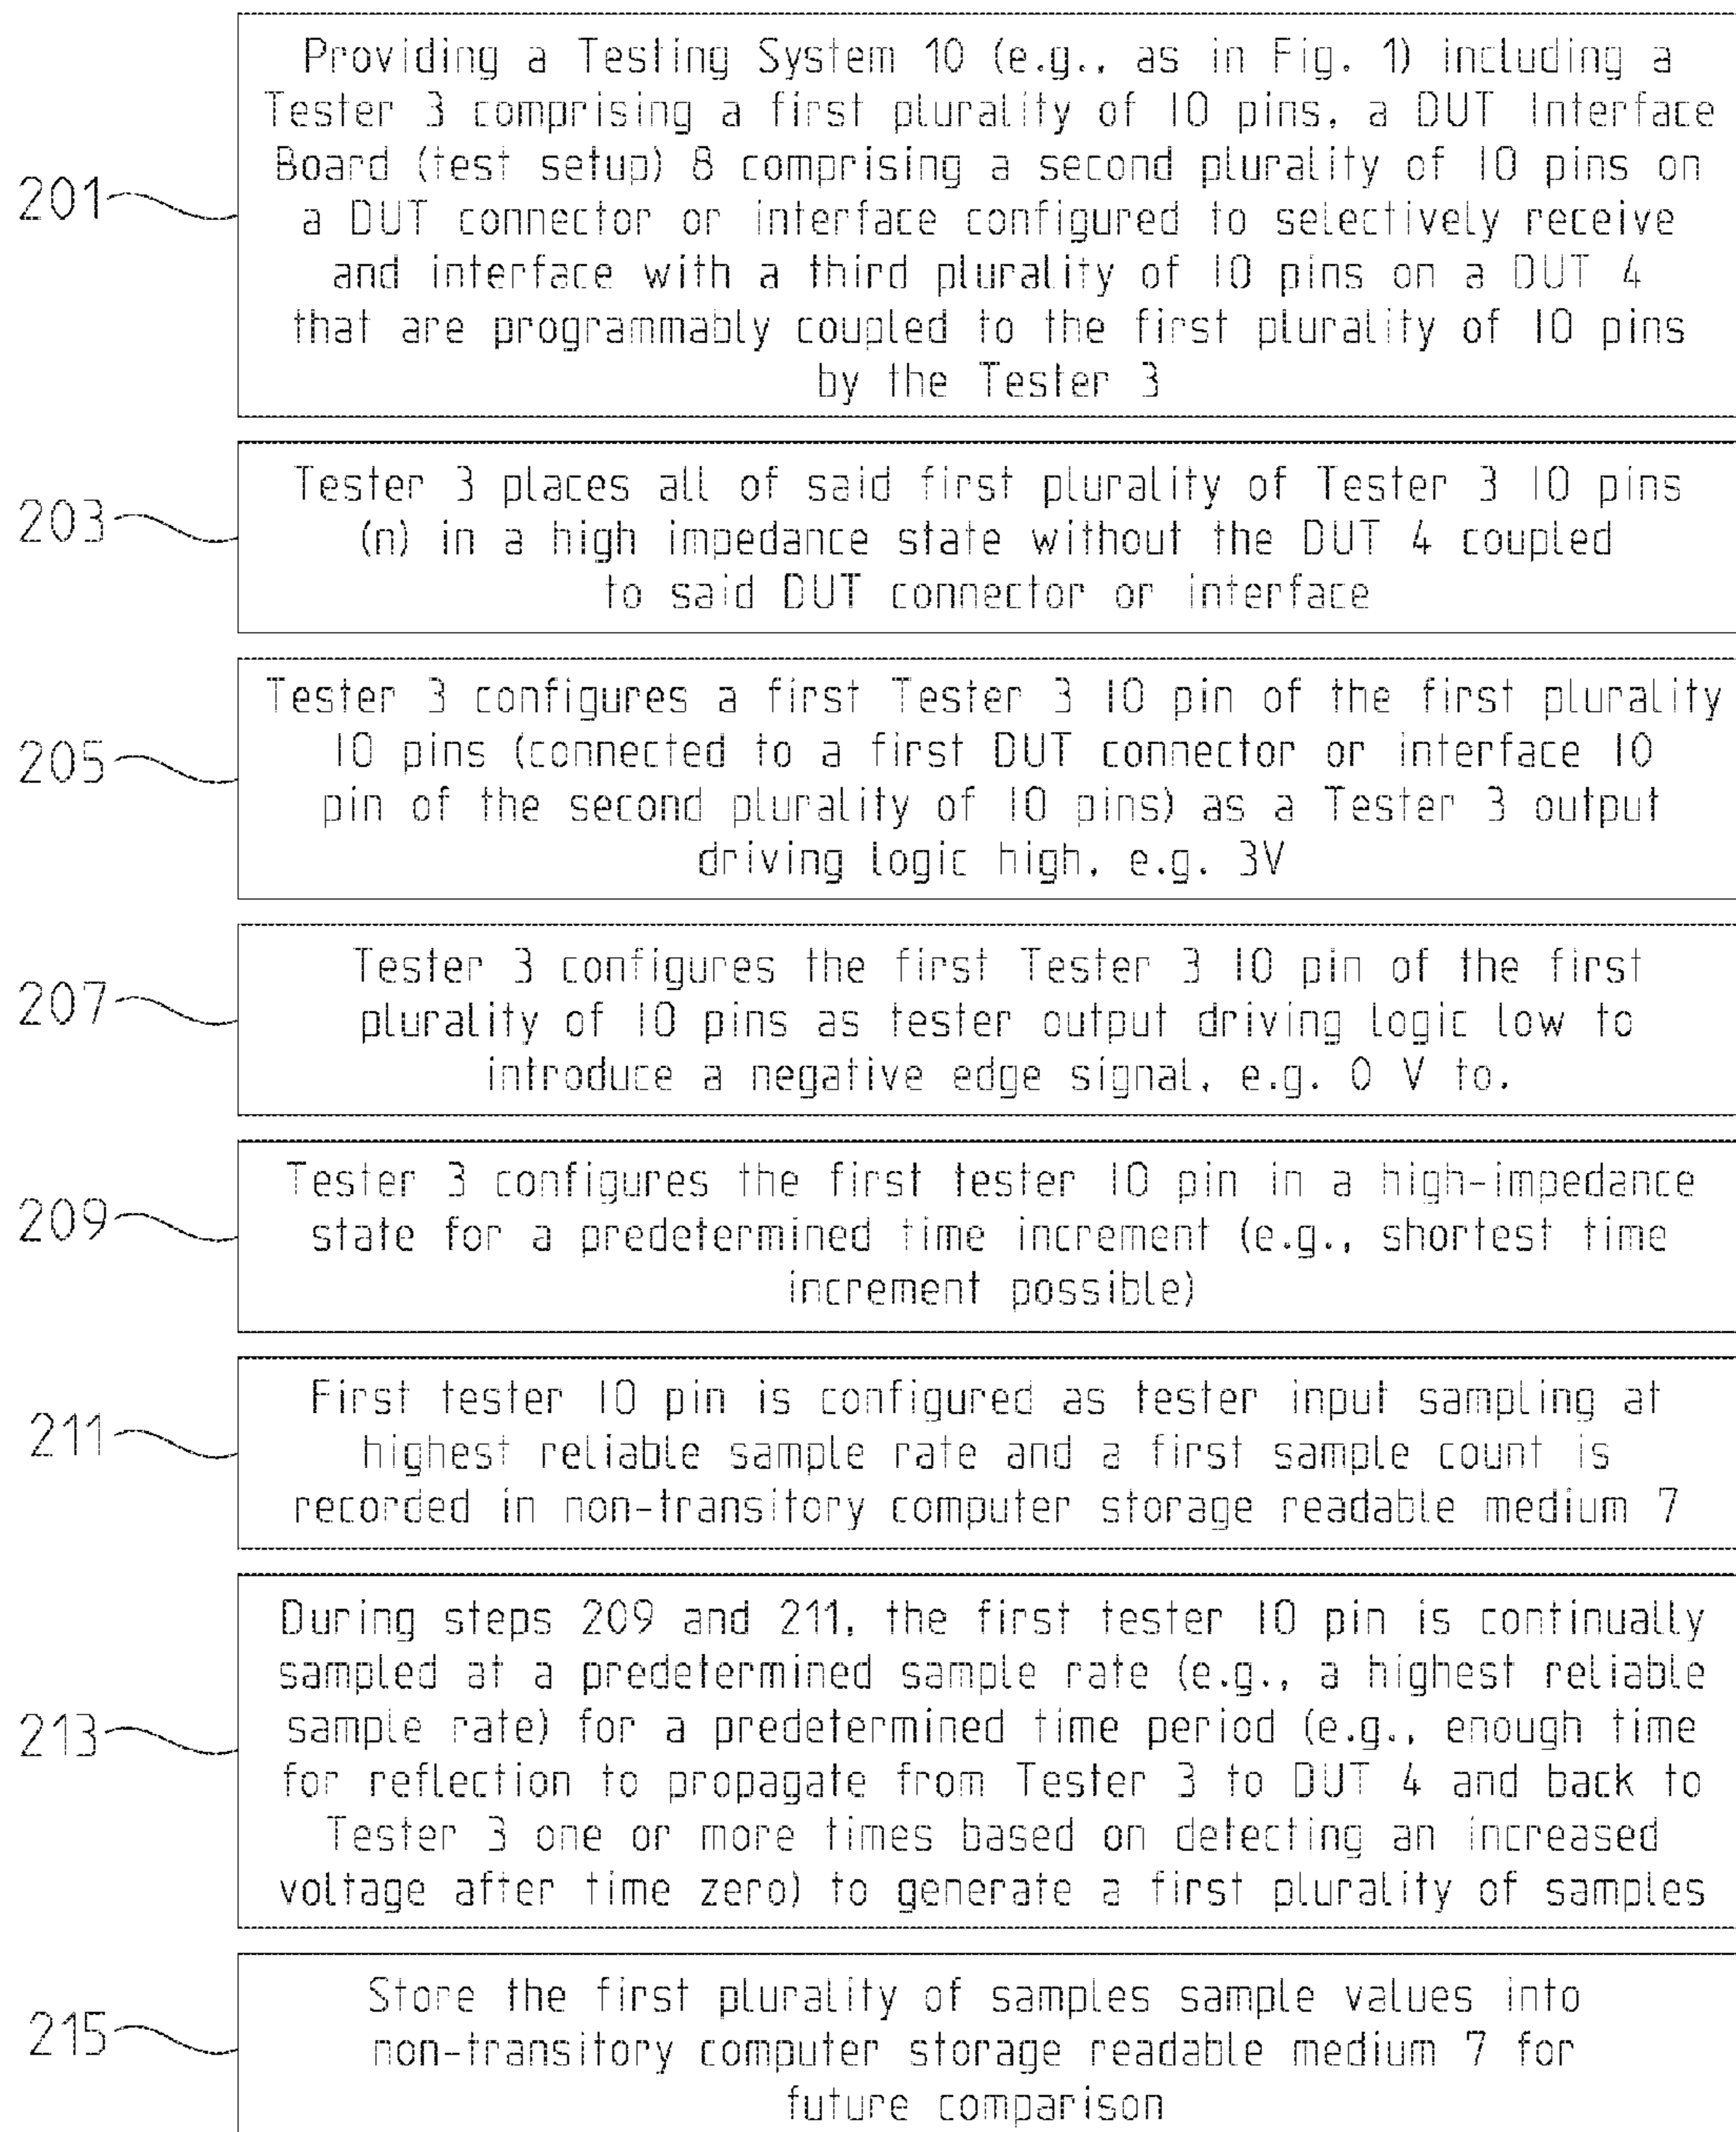 201
Providing a Testing System 10 (e.g., as in Fig. 1) including a
Tester 3 comprising a first plurality of IO pins, a DUT Interface
Board (test setup) 8 comprising a second plurality of IO pins on
a DUT connector or interface configured to selectively receive
and interface with a third plurality of IO pins on a DUT 4
that are programmably coupled to the first plurality of IO pins
by the Tester 3
203
Tester 3 places all of said first plurality of Tester 3 IO pins
(n) in a high impedance state without the DUT 4 coupled
to said DUT connector or interface
205
Tester 3 configures a first Tester 3 IO pin of the first plurality
IO pins (connected to a first DUT connector or interface IO
pin of the second plurality of IO pins) as a Tester 3 output
driving logic high, e.g. 3V
207
Tester 3 configures the first Tester 3 IO pin of the first
plurality of IO pins as tester output driving logic low to
introduce a negative edge signal, e.g. 0 V to.
209
Tester 3 configures the first tester IO pin in a high-impedance
state for a predetermined time increment (e.g., shortest time
increment possible)
211
First tester IO pin is configured as tester input sampling at
highest reliable sample rate and a first sample count is
recorded in non-transitory computer storage readable medium 7
213
During steps 209 and 211, the first tester IO pin is continually
sampled at a predetermined sample rate (e.g., a highest reliable
sample rate) for a predetermined time period (e.g., enough time
for reflection to propagate from Tester 3 to DUT 4 and back to
Tester 3 one or more times based on detecting an increased
voltage after time zero) to generate a first plurality of samples
215
Store the first plurality of samples sample values into
non-transitory computer storage readable medium 7 for
future comparison